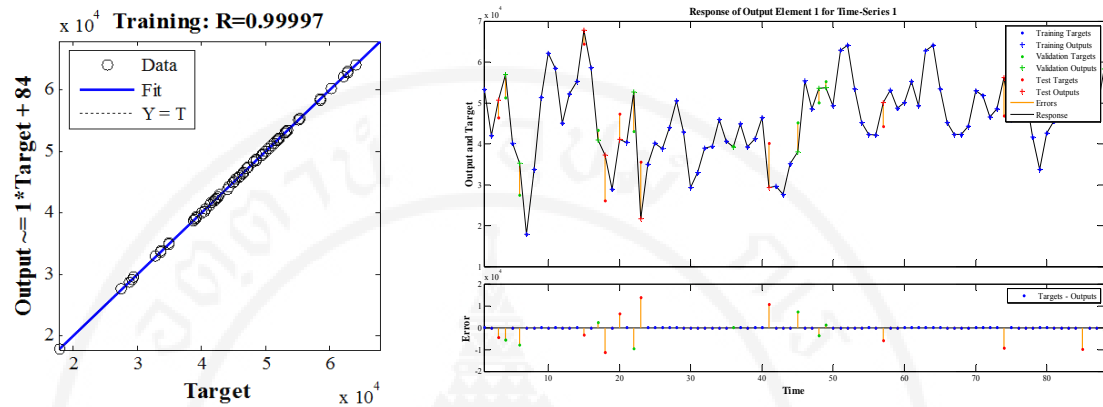 Training: R=0.99997
x 10^4
Data
Fit
Y = T
Output ~= 1*Target + 84
6
5
4
3
2
2 3 4 5 6
x 10^4
Target
Response of Output Element 1 for Time-Series 1
x 10^4
Training Targets
Training Outputs
Validation Targets
Validation Outputs
Test Targets
Test Outputs
Errors
Response
Output and Target
7
6
5
4
3
2
1
x 10^4
Targets - Outputs
Error
2
1
0
-1
-2
10 20 30 40 50 60 70 80
Time